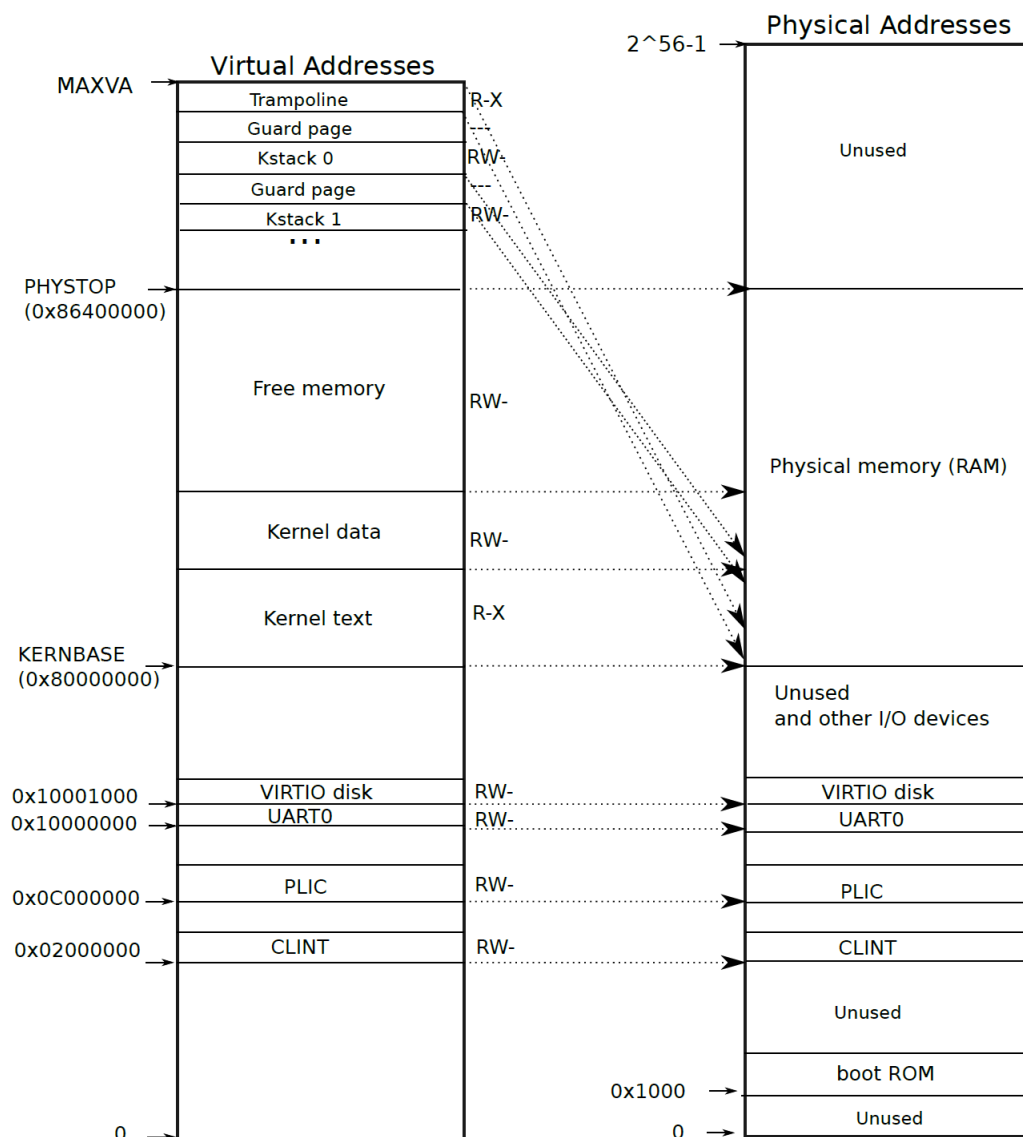 Physical Addresses
2^56-1
Virtual Addresses
MAXVA
Trampoline
R-X
Guard page
---
Unused
Kstack 0
RW-
Guard page
---
Kstack 1
RW-
...
PHYSTOP
(0x86400000)
Free memory
RW-
Physical memory (RAM)
Kernel data
RW-
Kernel text
R-X
KERNBASE
(0x80000000)
Unused
and other I/O devices
0x10001000
VIRTIO disk
RW-
VIRTIO disk
0x10000000
UART0
RW-
UART0
0x0C000000
PLIC
RW-
PLIC
0x02000000
CLINT
RW-
CLINT
Unused
boot ROM
0x1000
Unused
0
0